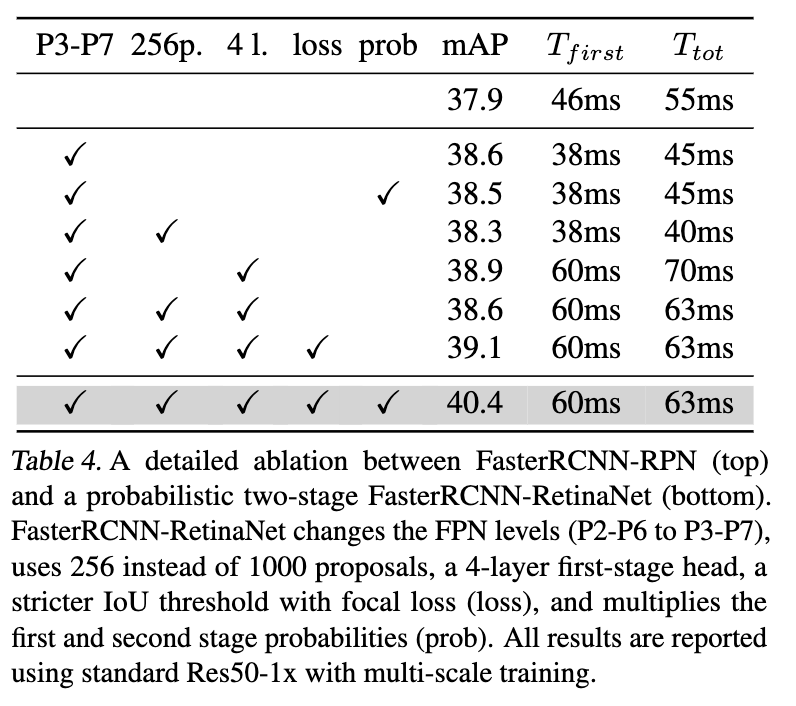 P3-P7 256p. 4 l. loss prob mAP T_first T_tot
37.9 46ms 55ms
✓ 38.6 38ms 45ms
✓ ✓ 38.5 38ms 45ms
✓ ✓ 38.3 38ms 40ms
✓ ✓ 38.9 60ms 70ms
✓ ✓ ✓ 38.6 60ms 63ms
✓ ✓ ✓ ✓ 39.1 60ms 63ms
✓ ✓ ✓ ✓ ✓ 40.4 60ms 63ms
Table 4. A detailed ablation between FasterRCNN-RPN (top)
and a probabilistic two-stage FasterRCNN-RetinaNet (bottom).
FasterRCNN-RetinaNet changes the FPN levels (P2-P6 to P3-P7),
uses 256 instead of 1000 proposals, a 4-layer first-stage head, a
stricter IoU threshold with focal loss (loss), and multiplies the
first and second stage probabilities (prob). All results are reported
using standard Res50-1x with multi-scale training.